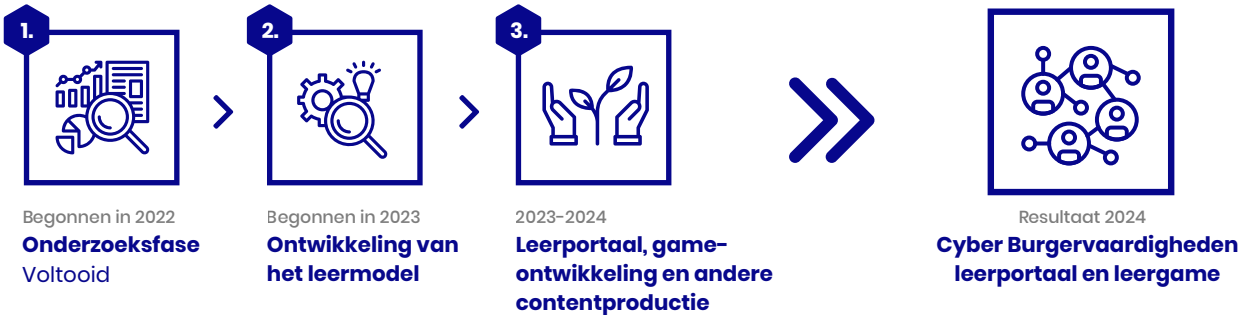 1.
Begonnen in 2022
Onderzoeksfase
Voltooid
2.
Begonnen in 2023
Ontwikkeling van
het leermodel
3.
2023-2024
Leerportaal, game-
ontwikkeling en andere
contentproductie
Resultaat 2024
Cyber Burgervaardigheden
leerportaal en leergame